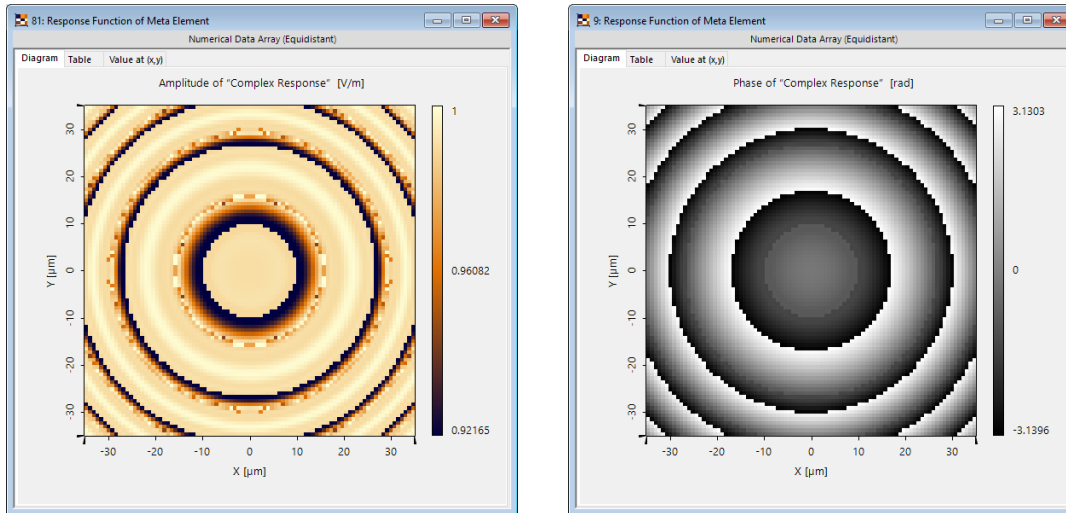 81: Response Function of Meta Element
Numerical Data Array (Equidistant)
Diagram Table Value at (x,y)
Amplitude of "Complex Response" [V/m]
30
20
10
0
-10
-20
-30
Y [µm]
-30 -20 -10 0 10 20 30
X [µm]
1
0.96082
0.92165
9: Response Function of Meta Element
Numerical Data Array (Equidistant)
Diagram Table Value at (x,y)
Phase of "Complex Response" [rad]
30
20
10
0
-10
-20
-30
Y [µm]
-30 -20 -10 0 10 20 30
X [µm]
3.1303
0
-3.1396